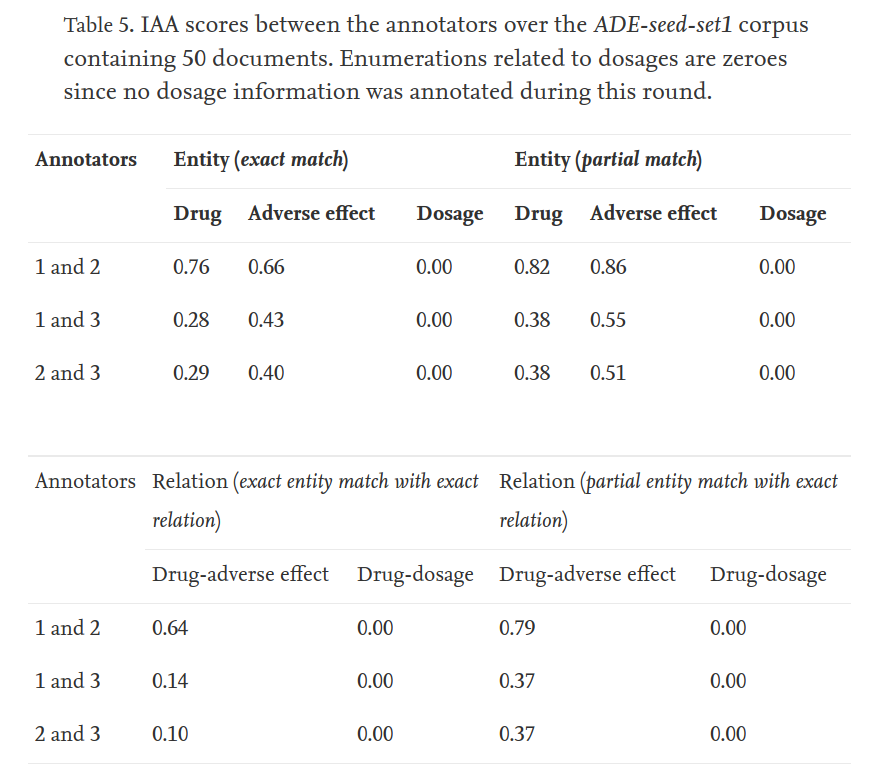 Table 5. IAA scores between the annotators over the ADE-seed-set1 corpus
containing 50 documents. Enumerations related to dosages are zeroes
since no dosage information was annotated during this round.
Annotators Entity (exact match) Entity (partial match)
Drug Adverse effect Dosage Drug Adverse effect Dosage
1 and 2 0.76 0.66 0.00 0.82 0.86 0.00
1 and 3 0.28 0.43 0.00 0.38 0.55 0.00
2 and 3 0.29 0.40 0.00 0.38 0.51 0.00
Annotators Relation (exact entity match with exact Relation (partial entity match with exact
relation) relation)
Drug-adverse effect Drug-dosage Drug-adverse effect Drug-dosage
1 and 2 0.64 0.00 0.79 0.00
1 and 3 0.14 0.00 0.37 0.00
2 and 3 0.10 0.00 0.37 0.00